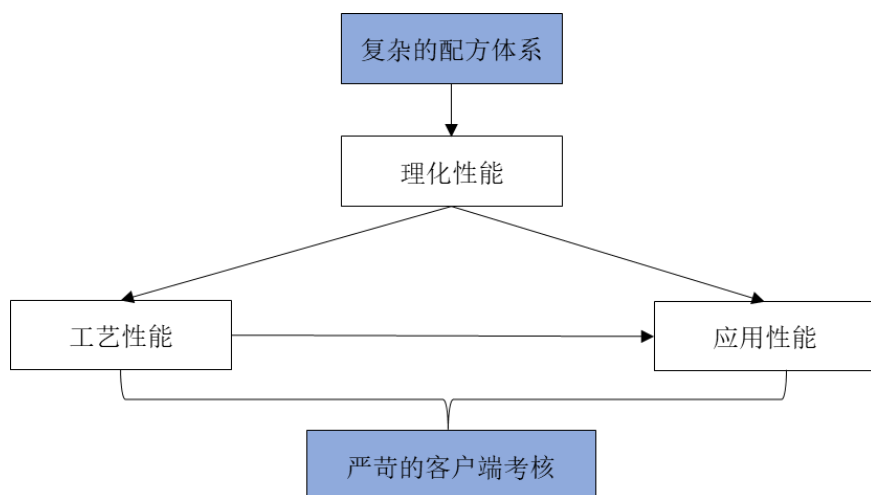 复杂的配方体系
理化性能
工艺性能
应用性能
严苛的客户端考核